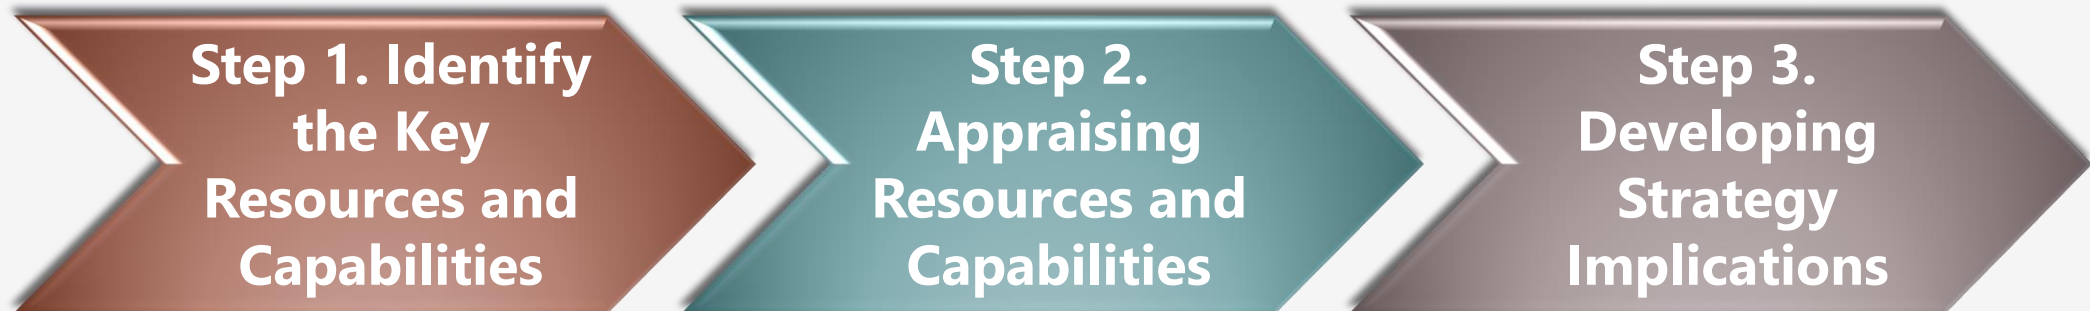 Step 1. Identify
the Key
Resources and
Capabilities
Step 2.
Appraising
Resources and
Capabilities
Step 3.
Developing
Strategy
Implications